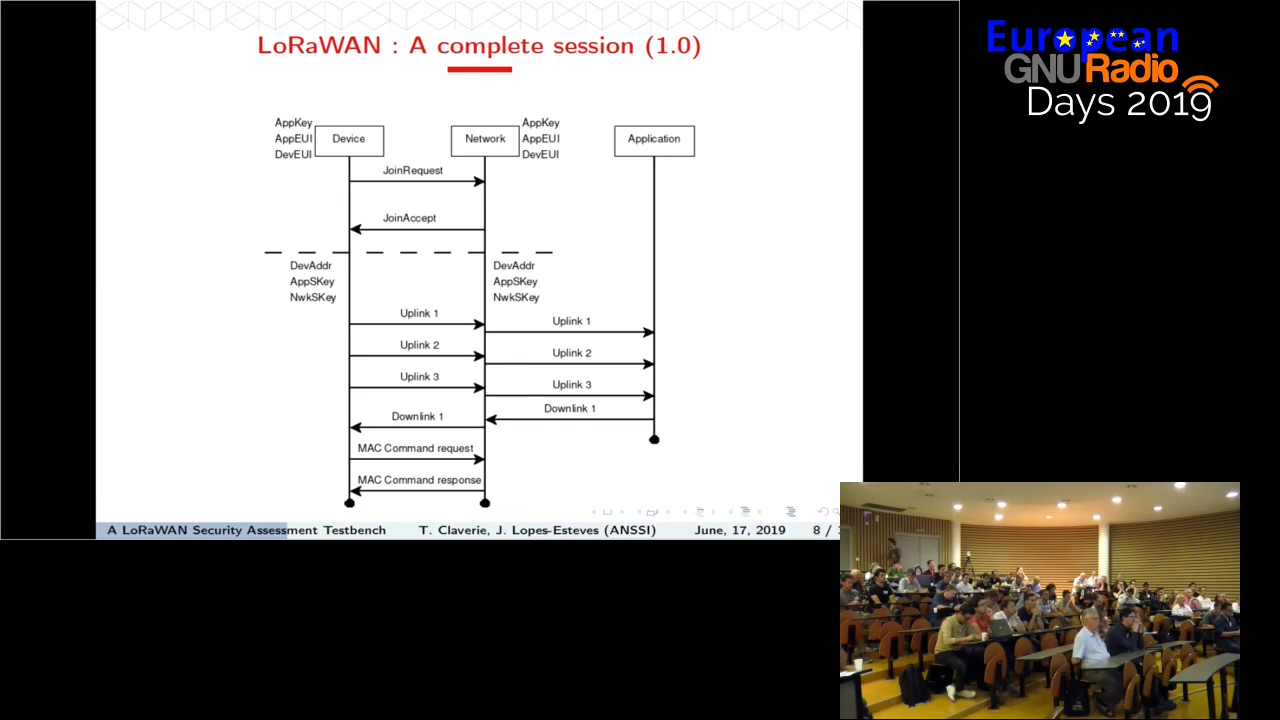 LoRaWAN : A complete session (1.0)
European
GNURadio
Days 2019
AppKey
AppEUI
DevEUI
Device
Network
AppKey
AppEUI
DevEUI
Application
JoinRequest
JoinAccept
DevAddr
AppSKey
NwkSKey
DevAddr
AppSKey
NwkSKey
Uplink 1
Uplink 1
Uplink 2
Uplink 2
Uplink 3
Uplink 3
Downlink 1
Downlink 1
MAC Command request
MAC Command response
A LoRaWAN Security Assessment Testbench T. Claverie, J. Lopes-Esteves (ANSSI) June, 17, 2019 8 /